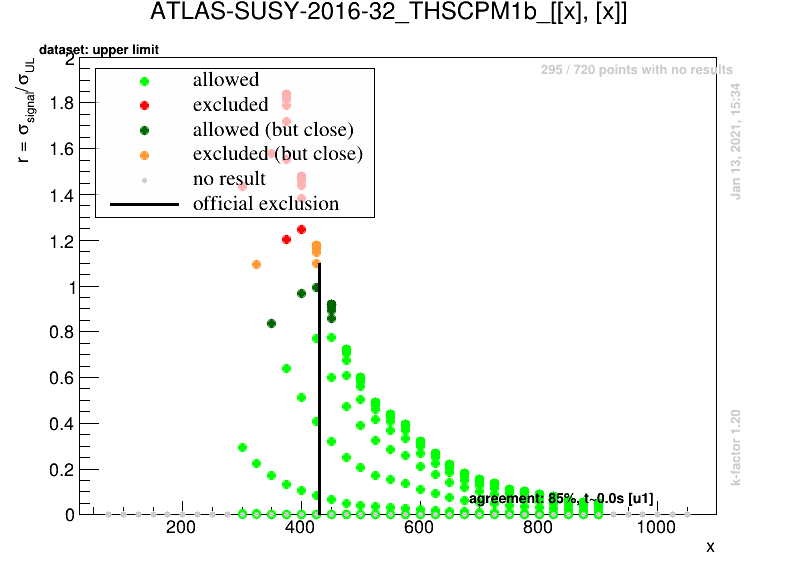 ATLAS-SUSY-2016-32_THSCPM1b_[[x], [x]]
dataset: upper limit
295 / 720 points with no results
r = σsignal/σUL
allowed
excluded
allowed (but close)
excluded (but close)
no result
official exclusion
2
1.8
1.6
1.4
1.2
1
0.8
0.6
0.4
0.2
0
Jan 13, 2021, 15:34
k-factor 1.20
agreement: 85%, t~0.0s [u1]
200 400 600 800 1000
x